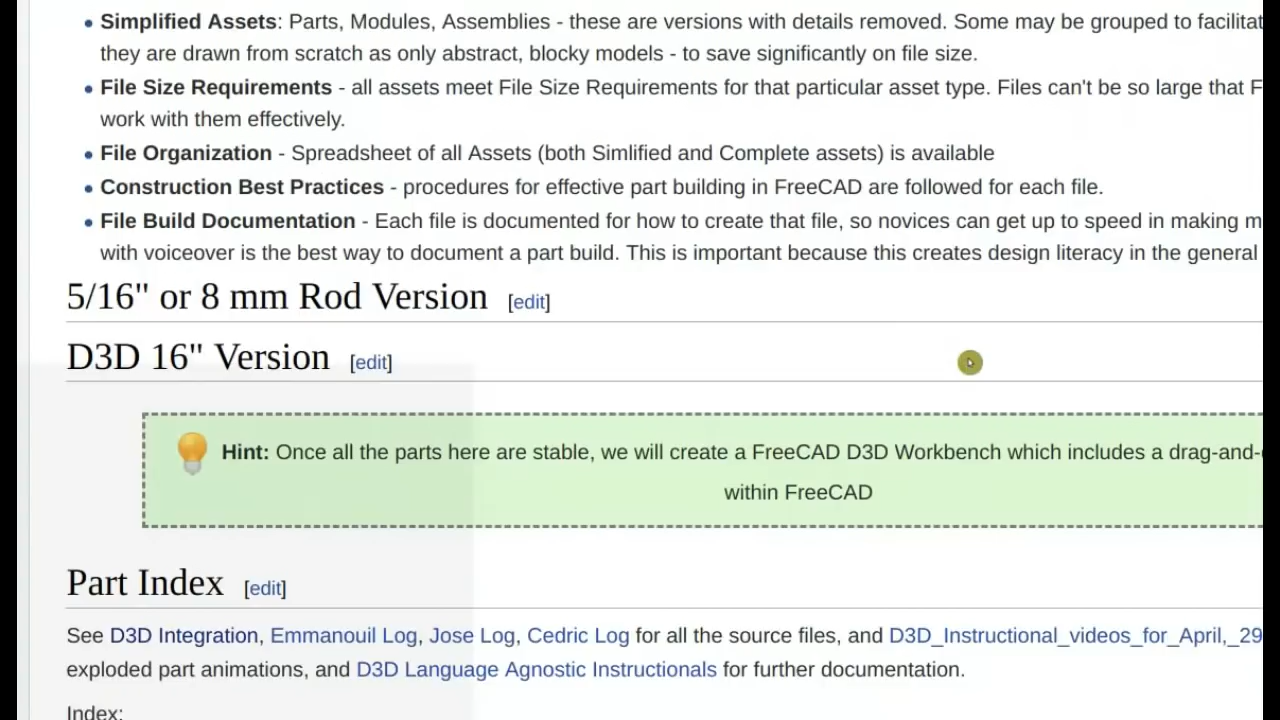 Simplified Assets: Parts, Modules, Assemblies - these are versions with details removed. Some may be grouped to facilitat
they are drawn from scratch as only abstract, blocky models - to save significantly on file size.
File Size Requirements - all assets meet File Size Requirements for that particular asset type. Files can't be so large that F
work with them effectively.
File Organization - Spreadsheet of all Assets (both Simlified and Complete assets) is available
Construction Best Practices - procedures for effective part building in FreeCAD are followed for each file.
File Build Documentation - Each file is documented for how to create that file, so novices can get up to speed in making m
with voiceover is the best way to document a part build. This is important because this creates design literacy in the general
5/16" or 8 mm Rod Version [edit]
D3D 16" Version [edit]
Hint: Once all the parts here are stable, we will create a FreeCAD D3D Workbench which includes a drag-and-
within FreeCAD
Part Index [edit]
See D3D Integration, Emmanouil Log, Jose Log, Cedric Log for all the source files, and D3D_Instructional_videos_for_April,_29
exploded part animations, and D3D Language Agnostic Instructionals for further documentation.
Index: